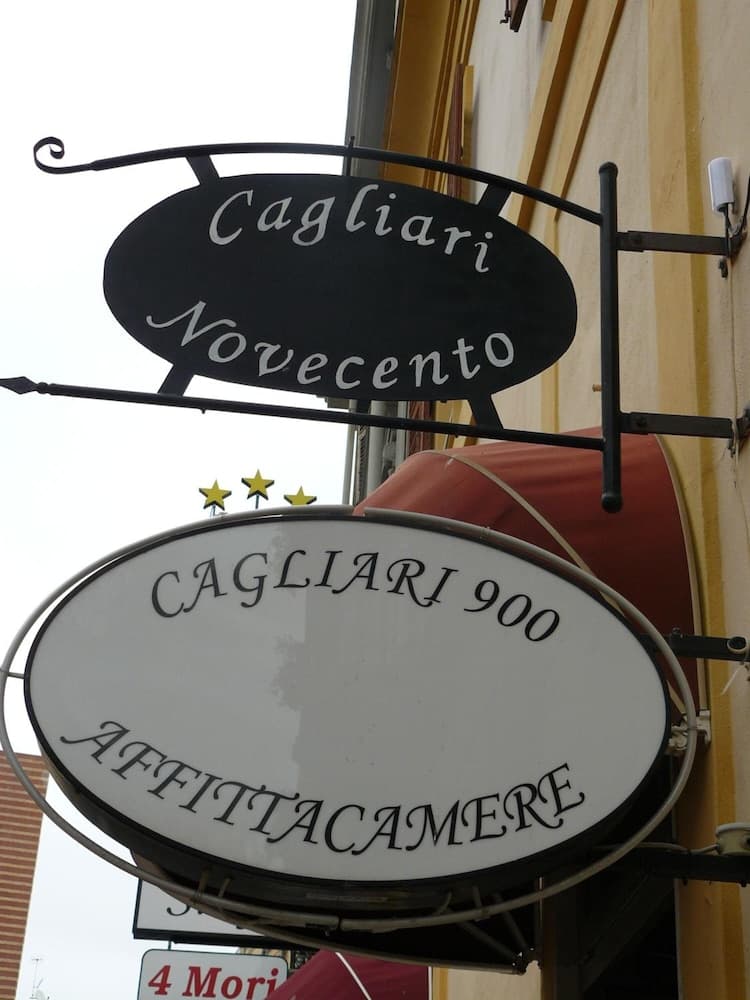 Cagliari
Novecento
CAGLIARI 900
AFFITTACAMERE
4 Mori